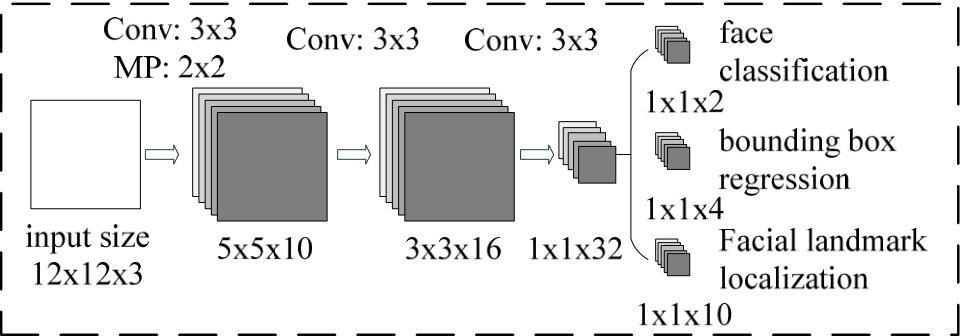 Conv: 3x3
MP: 2x2
Conv: 3x3
Conv: 3x3
face
classification
1x1x2
bounding box
regression
1x1x4
Facial landmark
localization
1x1x10
input size
12x12x3
5x5x10
3x3x16
1x1x32